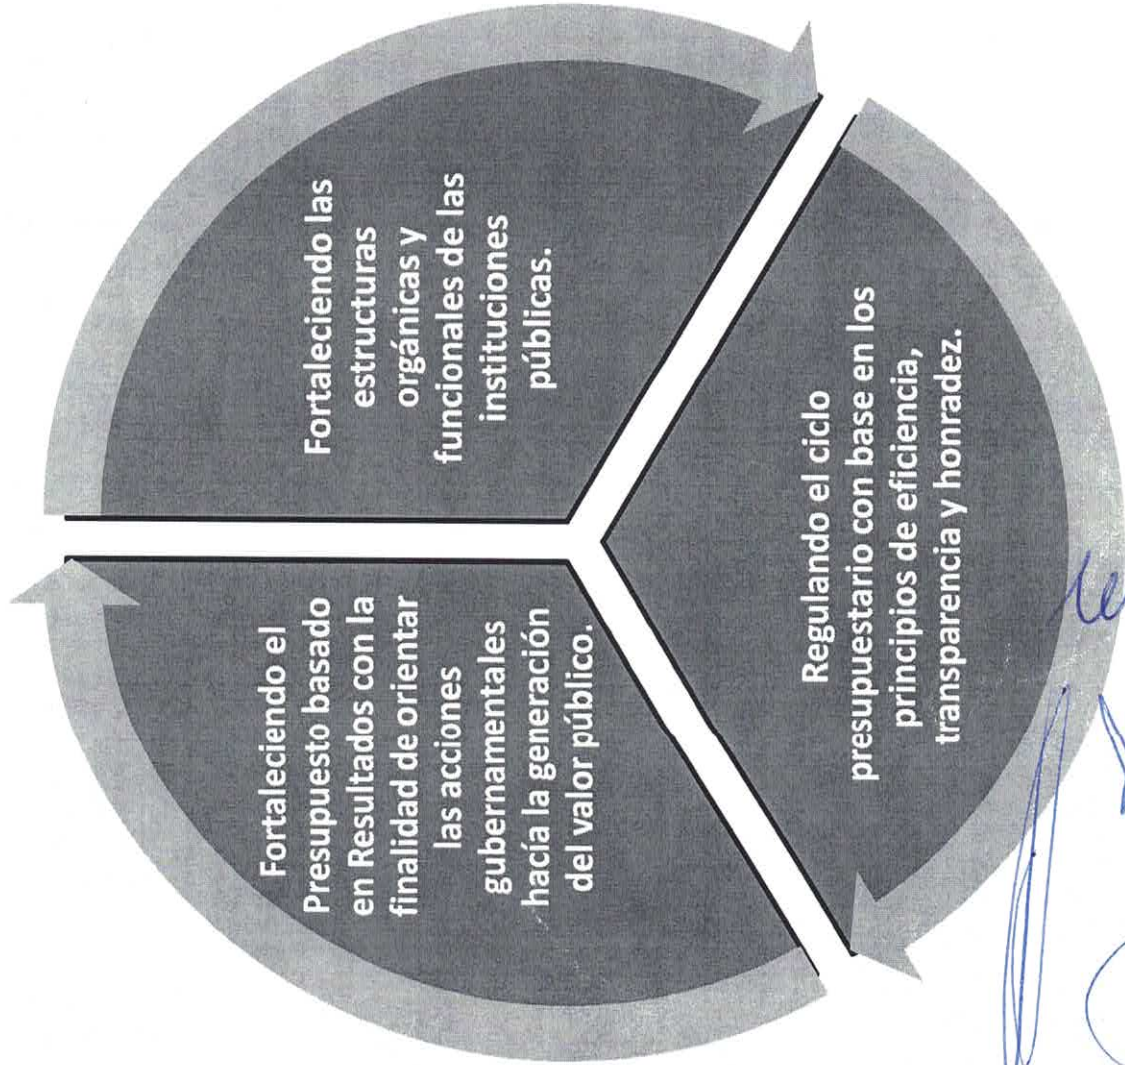 Fortaleciendo el
Presupuesto basado
en Resultados con la
finalidad de orientar
las acciones
gubernamentales
hacía la generación
del valor público.
Fortaleciendo las
estructuras
orgánicas y
funcionales de las
instituciones
públicas.
Regulando el ciclo
presupuestario con base en los
principios de eficiencia,
transparencia y honradez.